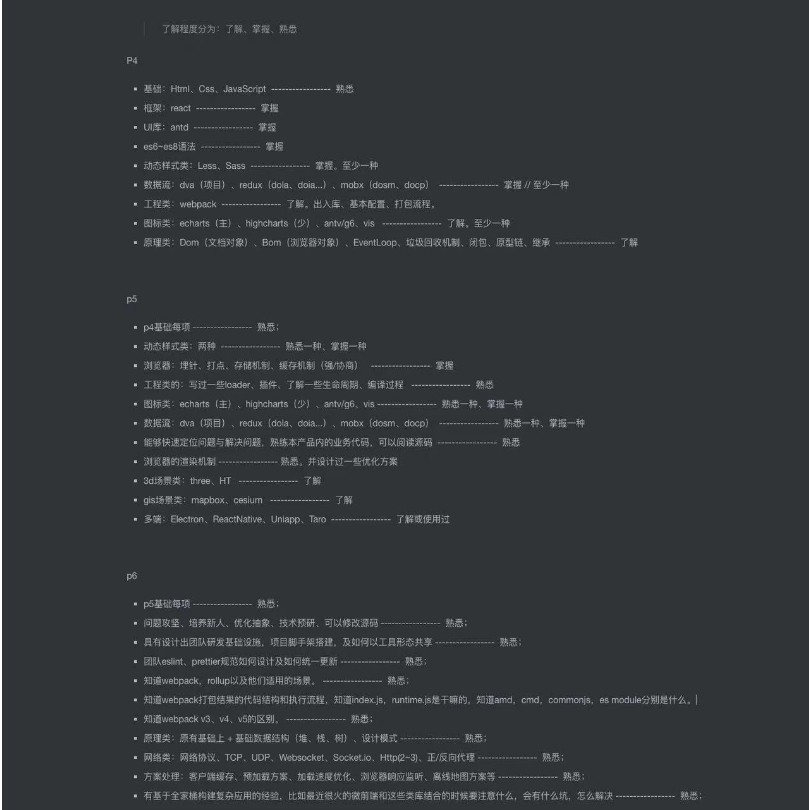 了解程度分为：了解、掌握、熟悉
P4
基础：Html、Css、JavaScript ----------------- 熟悉
框架：react ----------------- 掌握
UI库：antd ----------------- 掌握
es6~es8语法 ----------------- 掌握
动态样式类：Less、Sass ----------------- 掌握。至少一种
数据流：dva（项目）、redux（dola、doia...）、mobx（dosm、docp） ----------------- 掌握 // 至少一种
工程类：webpack ----------------- 了解。出入库、基本配置、打包流程。
图标类：echarts（主）、highcharts（少）、antv/g6、vis ----------------- 了解。至少一种
原理类：Dom（文档对象）、Bom（浏览器对象）、EventLoop、垃圾回收机制、闭包、原型链、继承 ----------------- 了解
p5
p4基础每项 ----------------- 熟悉；
动态样式类：两种 ----------------- 熟悉一种、掌握一种
浏览器：埋针、打点、存储机制、缓存机制（强/协商） ----------------- 掌握
工程类的：写过一些loader、插件、了解一些生命周期、编译过程 ----------------- 熟悉
图标类：echarts（主）、highcharts（少）、antv/g6、vis ----------------- 熟悉一种、掌握一种
数据流：dva（项目）、redux（dola、doia...）、mobx（dosm、docp） ----------------- 熟悉一种、掌握一种
能够快速定位问题与解决问题，熟练本产品内的业务代码，可以阅读源码 ----------------- 熟悉
浏览器的渲染机制 ----------------- 熟悉，并设计过一些优化方案
3d场景类：three、HT ----------------- 了解
gis场景类：mapbox、cesium ----------------- 了解
多端：Electron、ReactNative、Uniapp、Taro ----------------- 了解或使用过
p6
p5基础每项 ----------------- 熟悉；
问题攻坚、培养新人、优化抽象、技术预研、可以修改源码 ----------------- 熟悉；
具有设计出团队研发基础设施，项目脚手架搭建，及如何以工具形态共享 ----------------- 熟悉；
团队eslint、prettier规范如何设计及如何统一更新 ----------------- 熟悉；
知道webpack，rollup以及他们适用的场景。 ----------------- 熟悉；
知道webpack打包结果的代码结构和执行流程，知道index.js，runtime.js是干嘛的，知道amd，cmd，commonjs，es module分别是什么。
知道webpack v3、v4、v5的区别。 ----------------- 熟悉；
原理类：原有基础上 + 基础数据结构（堆、栈、树）、设计模式 ----------------- 熟悉；
网络类：网络协议、TCP、UDP、Websocket、Socket.io、Http(2~3)、正/反向代理 ----------------- 熟悉；
方案处理：客户端缓存、预加载方案、加载速度优化、浏览器响应监听、离线地图方案等 ----------------- 熟悉；
有基于全家桶构建复杂应用的经验，比如最近很火的微前端和这些类库结合的时候要注意什么，会有什么坑，怎么解决 ----------------- 熟悉；